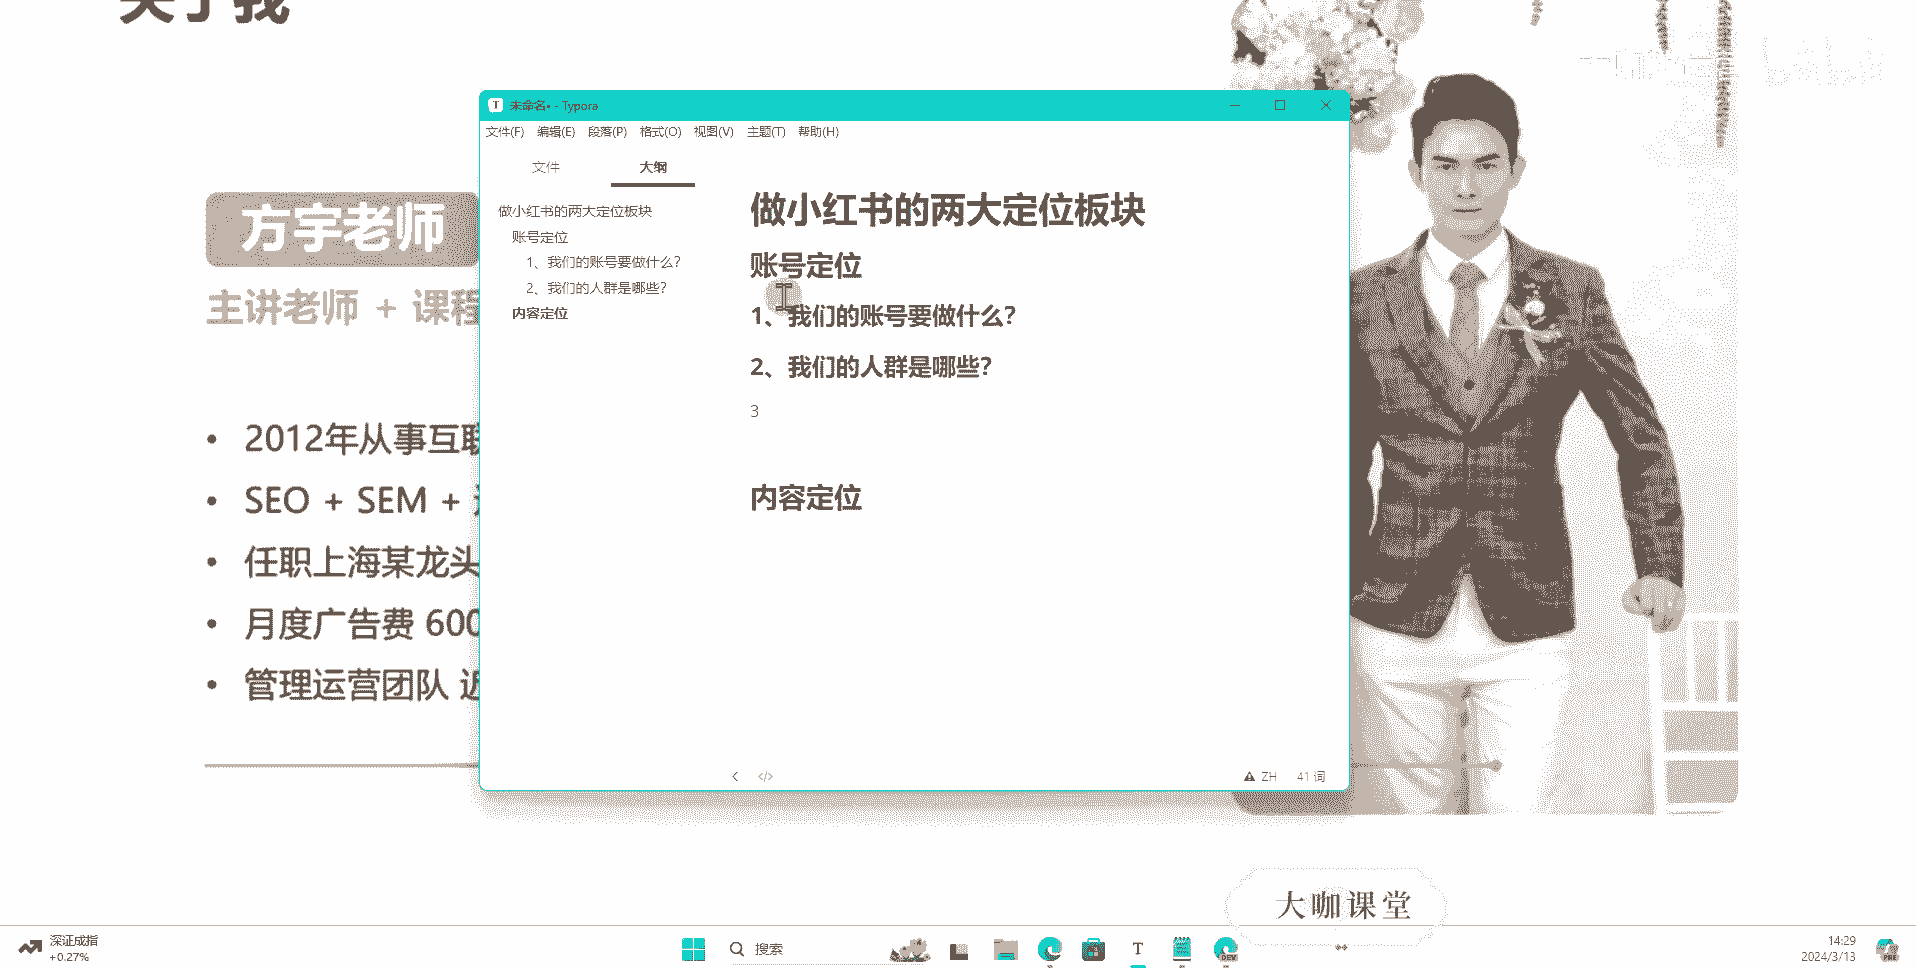 关于我
方宇老师
主讲老师 + 课程
• 2012年从事互联
• SEO + SEM +
• 任职上海某龙头
• 月度广告费 600
• 管理运营团队 近
未命名• - Typora
文件(F) 编辑(E) 段落(P) 格式(O) 视图(V) 主题(T) 帮助(H)
文件 大纲
做小红书的两大定位板块
账号定位
1、我们的账号要做什么?
2、我们的人群是哪些?
内容定位
做小红书的两大定位板块
账号定位
1、我们的账号要做什么?
2、我们的人群是哪些?
3
内容定位
ZH 41 词
大咖课堂
深证成指
+0.27%
搜索
DEV
14:29
2024/3/13
PRE